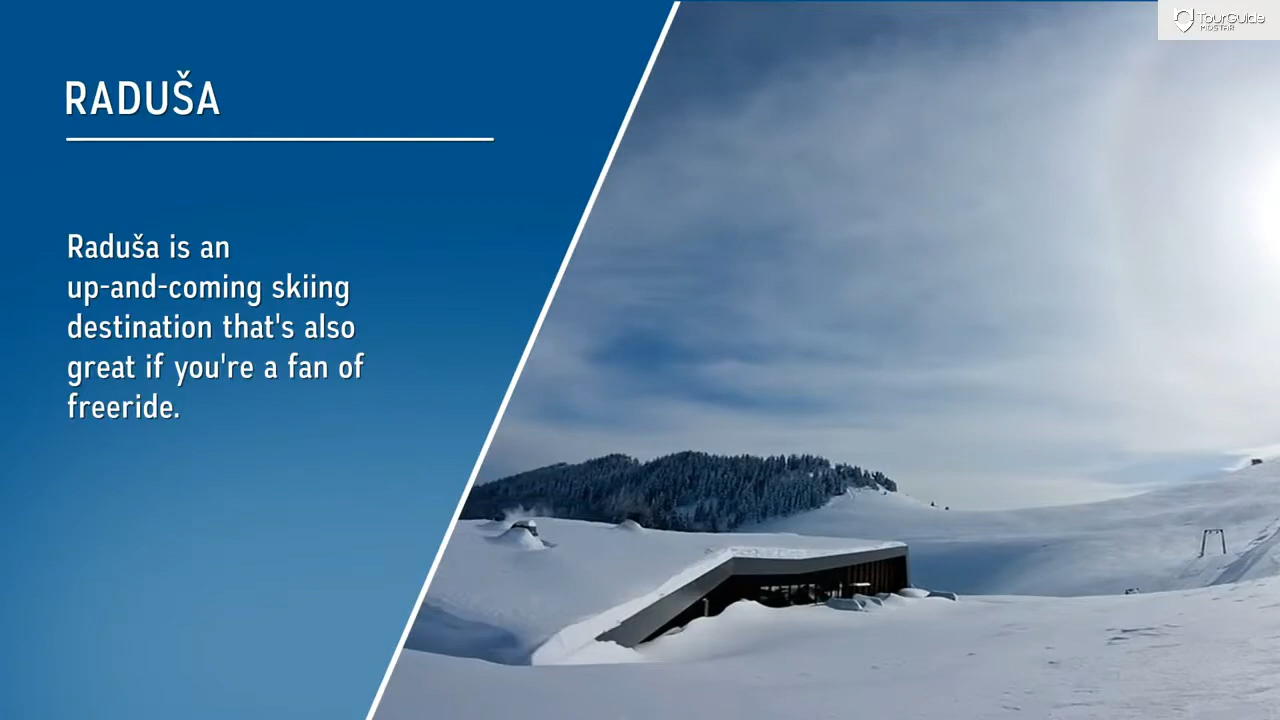 TourGuide
MOSTAR
RADUŠA
Raduša is an
up-and-coming skiing
destination that's also
great if you're a fan of
freeride.